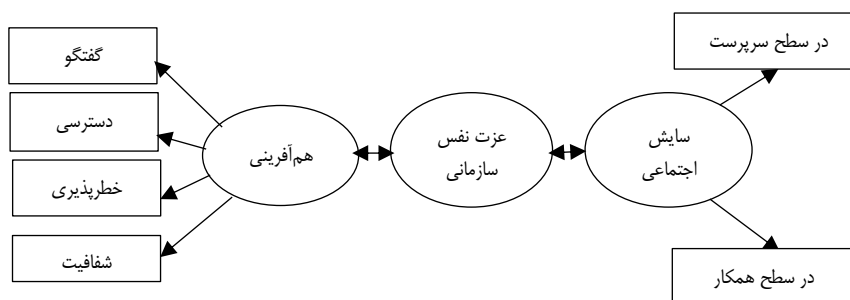 در سطح سرپرست
سایش
اجتماعی
در سطح همکار
عزت نفس
سازمانی
هم‌آفرینی
گفتگو
دسترسی
خطرپذیری
شفافیت